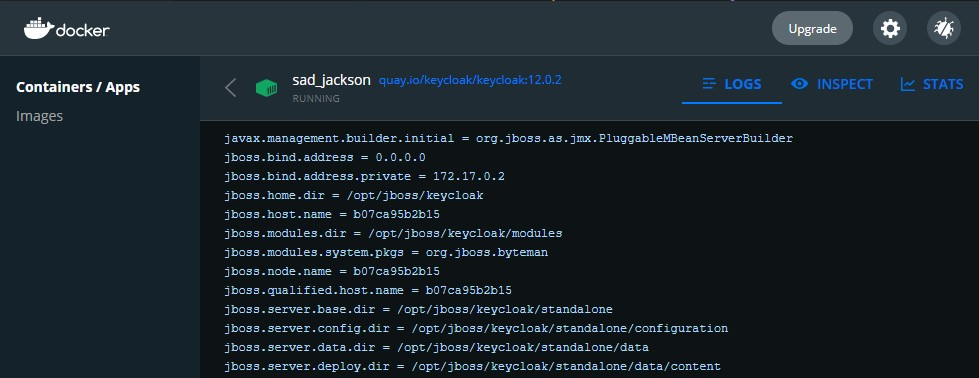 docker
Upgrade
Containers / Apps
Images
sad_jackson quay.io/keycloak/keycloak:12.0.2
RUNNING
LOGS
INSPECT
STATS
javax.management.builder.initial = org.jboss.as.jmx.PluggableMBeanServerBuilder
jboss.bind.address = 0.0.0.0
jboss.bind.address.private = 172.17.0.2
jboss.home.dir = /opt/jboss/keycloak
jboss.host.name = b07ca95b2b15
jboss.modules.dir = /opt/jboss/keycloak/modules
jboss.modules.system.pkgs = org.jboss.byteman
jboss.node.name = b07ca95b2b15
jboss.qualified.host.name = b07ca95b2b15
jboss.server.base.dir = /opt/jboss/keycloak/standalone
jboss.server.config.dir = /opt/jboss/keycloak/standalone/configuration
jboss.server.data.dir = /opt/jboss/keycloak/standalone/data
jboss.server.deploy.dir = /opt/jboss/keycloak/standalone/data/content